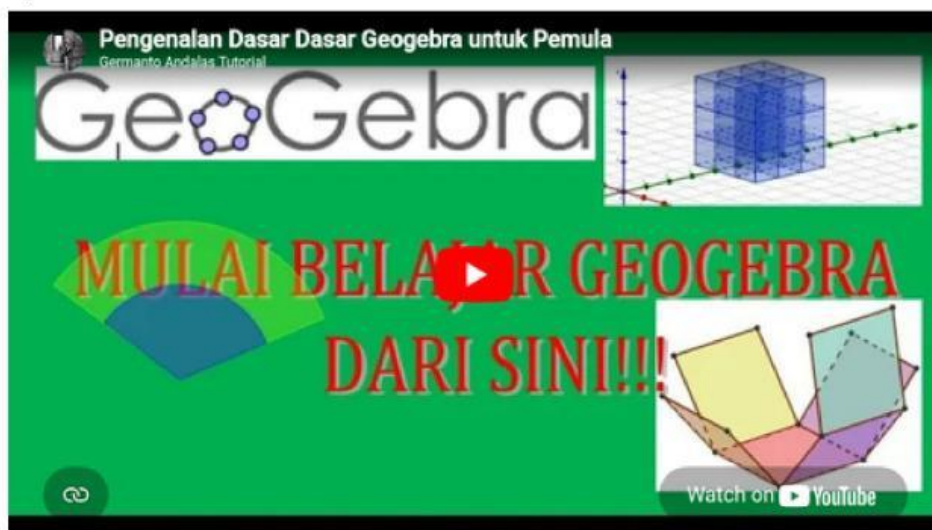 Pengenalan Dasar Dasar Geogebra untuk Pemula
Germanto Andalas Tutorial
GeoGebra
MULAI BELAJAR GEOGEBRA
DARI SINI!!!
Watch on YouTube